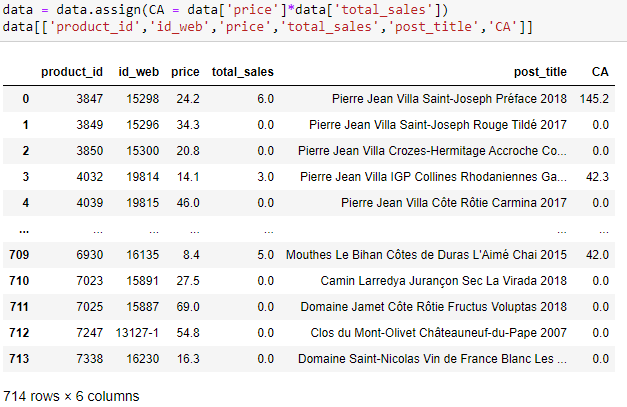 data = data.assign(CA = data['price']*data['total_sales'])
data[['product_id','id_web','price','total_sales','post_title','CA']]
product_id id_web price total_sales post_title CA
0 3847 15298 24.2 6.0 Pierre Jean Villa Saint-Joseph Préface 2018 145.2
1 3849 15296 34.3 0.0 Pierre Jean Villa Saint-Joseph Rouge Tildé 2017 0.0
2 3850 15300 20.8 0.0 Pierre Jean Villa Crozes-Hermitage Accroche Co... 0.0
3 4032 19814 14.1 3.0 Pierre Jean Villa IGP Collines Rhodaniennes Ga... 42.3
4 4039 19815 46.0 0.0 Pierre Jean Villa Côte Rôtie Carmina 2017 0.0
... ... ... ... ... ... ...
709 6930 16135 8.4 5.0 Mouthes Le Bihan Côtes de Duras L'Aimé Chai 2015 42.0
710 7023 15891 27.5 0.0 Camin Larredya Jurançon Sec La Virada 2018 0.0
711 7025 15887 69.0 0.0 Domaine Jamet Côte Rôtie Fructus Voluptas 2018 0.0
712 7247 13127-1 54.8 0.0 Clos du Mont-Olivet Châteauneuf-du-Pape 2007 0.0
713 7338 16230 16.3 0.0 Domaine Saint-Nicolas Vin de France Blanc Les ... 0.0
714 rows × 6 columns